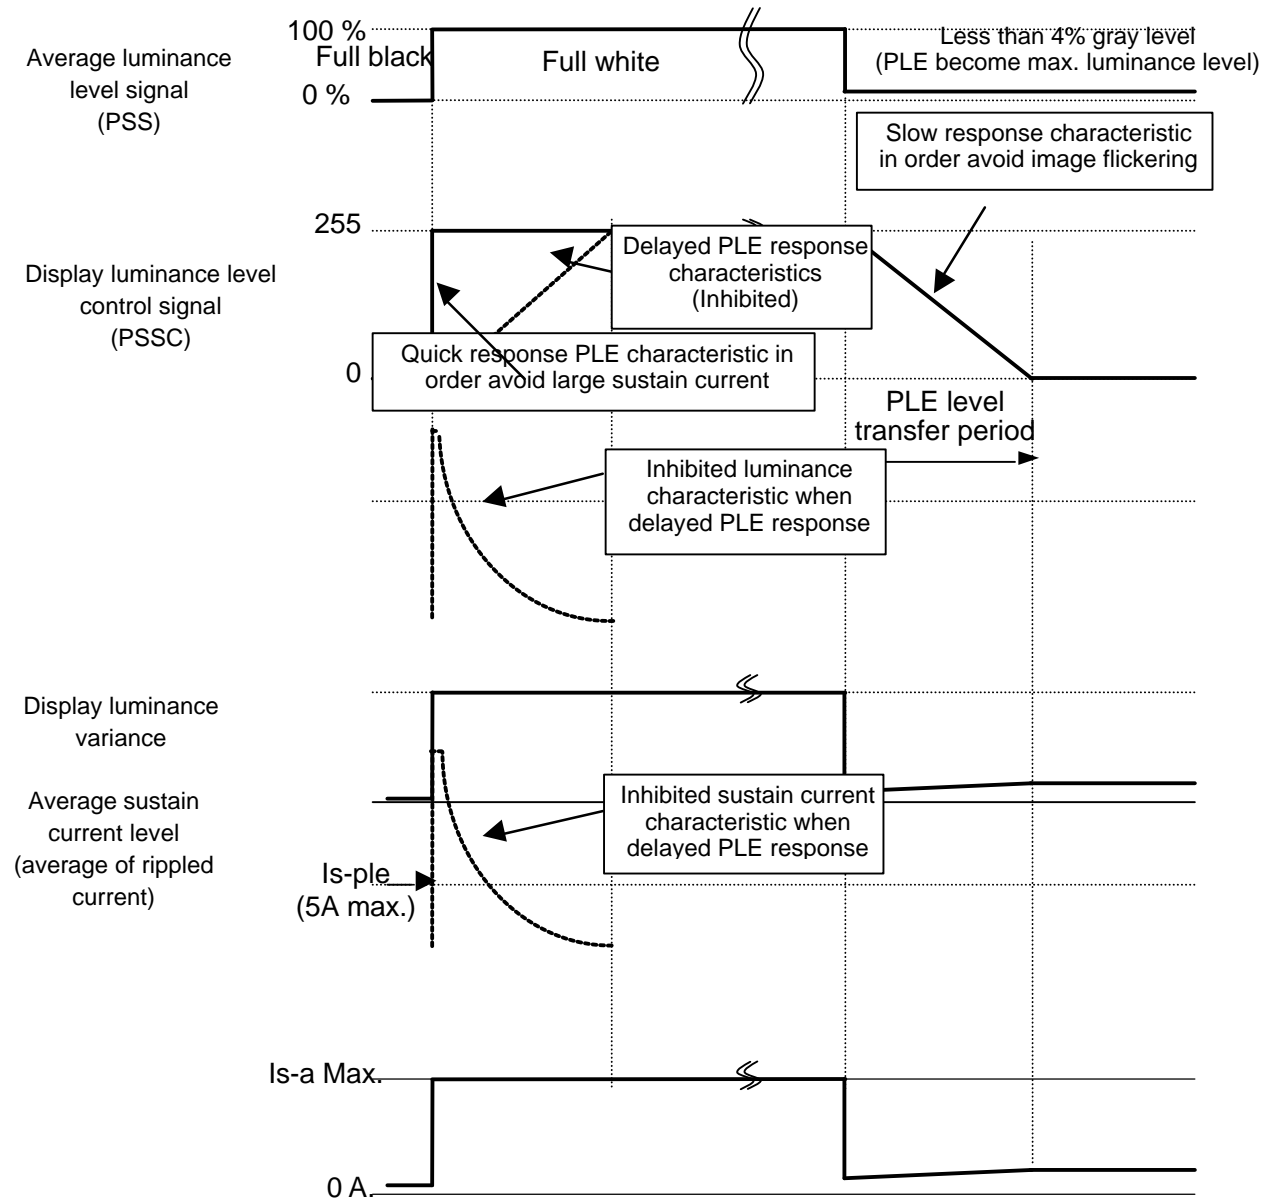 100 %
Full black
Full white
Less than 4% gray level
(PLE become max. luminance level)
Average luminance
level signal
(PSS)
0 %
Slow response characteristic
in order avoid image flickering
255
Delayed PLE response
characteristics
(Inhibited)
Display luminance level
control signal
(PSSC)
Quick response PLE characteristic in
order avoid large sustain current
0
PLE level
transfer period
Inhibited luminance
characteristic when
delayed PLE response
Display luminance
variance
Average sustain
current level
(average of rippled
current)
Inhibited sustain current
characteristic when
delayed PLE response
Is-ple
(5A max.)
Is-a Max.
0 A.